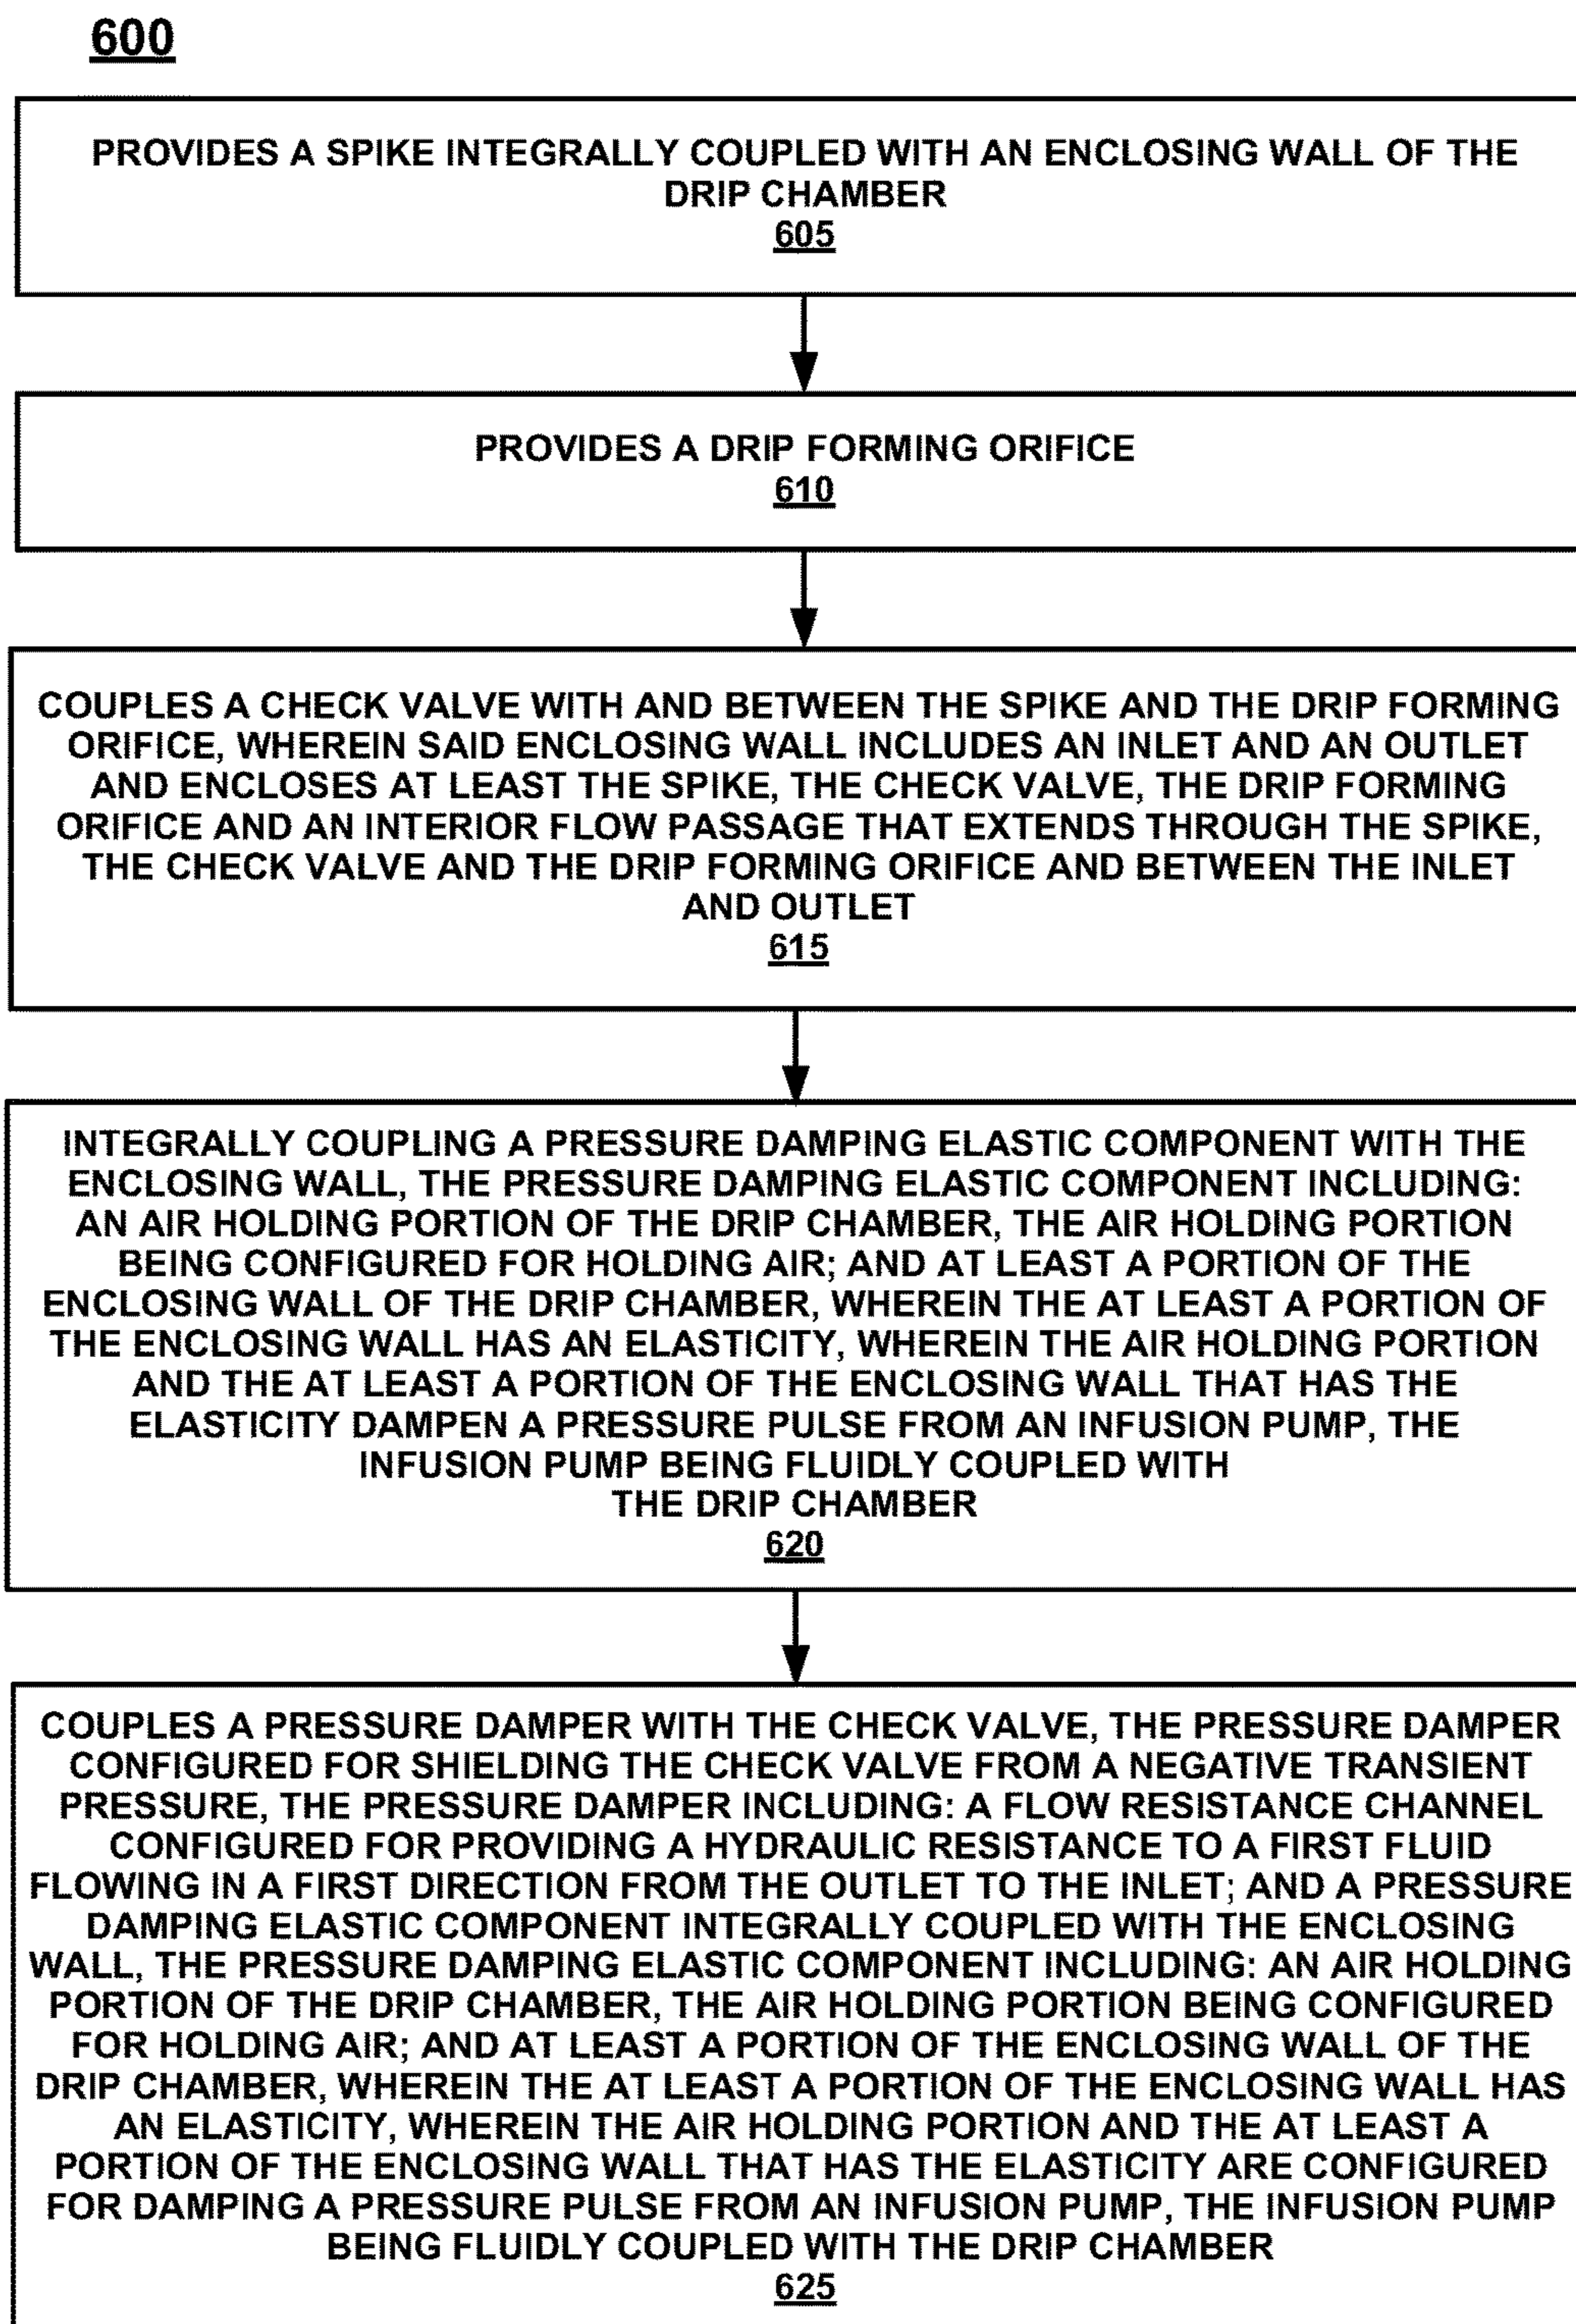 600
PROVIDES A SPIKE INTEGRALLY COUPLED WITH AN ENCLOSING WALL OF THE
DRIP CHAMBER
605
PROVIDES A DRIP FORMING ORIFICE
610
COUPLES A CHECK VALVE WITH AND BETWEEN THE SPIKE AND THE DRIP FORMING
ORIFICE, WHEREIN SAID ENCLOSING WALL INCLUDES AN INLET AND AN OUTLET
AND ENCLOSES AT LEAST THE SPIKE, THE CHECK VALVE, THE DRIP FORMING
ORIFICE AND AN INTERIOR FLOW PASSAGE THAT EXTENDS THROUGH THE SPIKE,
THE CHECK VALVE AND THE DRIP FORMING ORIFICE AND BETWEEN THE INLET
AND OUTLET
615
INTEGRALLY COUPLING A PRESSURE DAMPING ELASTIC COMPONENT WITH THE
ENCLOSING WALL, THE PRESSURE DAMPING ELASTIC COMPONENT INCLUDING:
AN AIR HOLDING PORTION OF THE DRIP CHAMBER, THE AIR HOLDING PORTION
BEING CONFIGURED FOR HOLDING AIR; AND AT LEAST A PORTION OF THE
ENCLOSING WALL OF THE DRIP CHAMBER, WHEREIN THE AT LEAST A PORTION OF
THE ENCLOSING WALL HAS AN ELASTICITY, WHEREIN THE AIR HOLDING PORTION
AND THE AT LEAST A PORTION OF THE ENCLOSING WALL THAT HAS THE
ELASTICITY DAMPEN A PRESSURE PULSE FROM AN INFUSION PUMP, THE
INFUSION PUMP BEING FLUIDLY COUPLED WITH
THE DRIP CHAMBER
620
COUPLES A PRESSURE DAMPER WITH THE CHECK VALVE, THE PRESSURE DAMPER
CONFIGURED FOR SHIELDING THE CHECK VALVE FROM A NEGATIVE TRANSIENT
PRESSURE, THE PRESSURE DAMPER INCLUDING: A FLOW RESISTANCE CHANNEL
CONFIGURED FOR PROVIDING A HYDRAULIC RESISTANCE TO A FIRST FLUID
FLOWING IN A FIRST DIRECTION FROM THE OUTLET TO THE INLET; AND A PRESSURE
DAMPING ELASTIC COMPONENT INTEGRALLY COUPLED WITH THE ENCLOSING
WALL, THE PRESSURE DAMPING ELASTIC COMPONENT INCLUDING: AN AIR HOLDING
PORTION OF THE DRIP CHAMBER, THE AIR HOLDING PORTION BEING CONFIGURED
FOR HOLDING AIR; AND AT LEAST A PORTION OF THE ENCLOSING WALL OF THE
DRIP CHAMBER, WHEREIN THE AT LEAST A PORTION OF THE ENCLOSING WALL HAS
AN ELASTICITY, WHEREIN THE AIR HOLDING PORTION AND THE AT LEAST A
PORTION OF THE ENCLOSING WALL THAT HAS THE ELASTICITY ARE CONFIGURED
FOR DAMPING A PRESSURE PULSE FROM AN INFUSION PUMP, THE INFUSION PUMP
BEING FLUIDLY COUPLED WITH THE DRIP CHAMBER
625